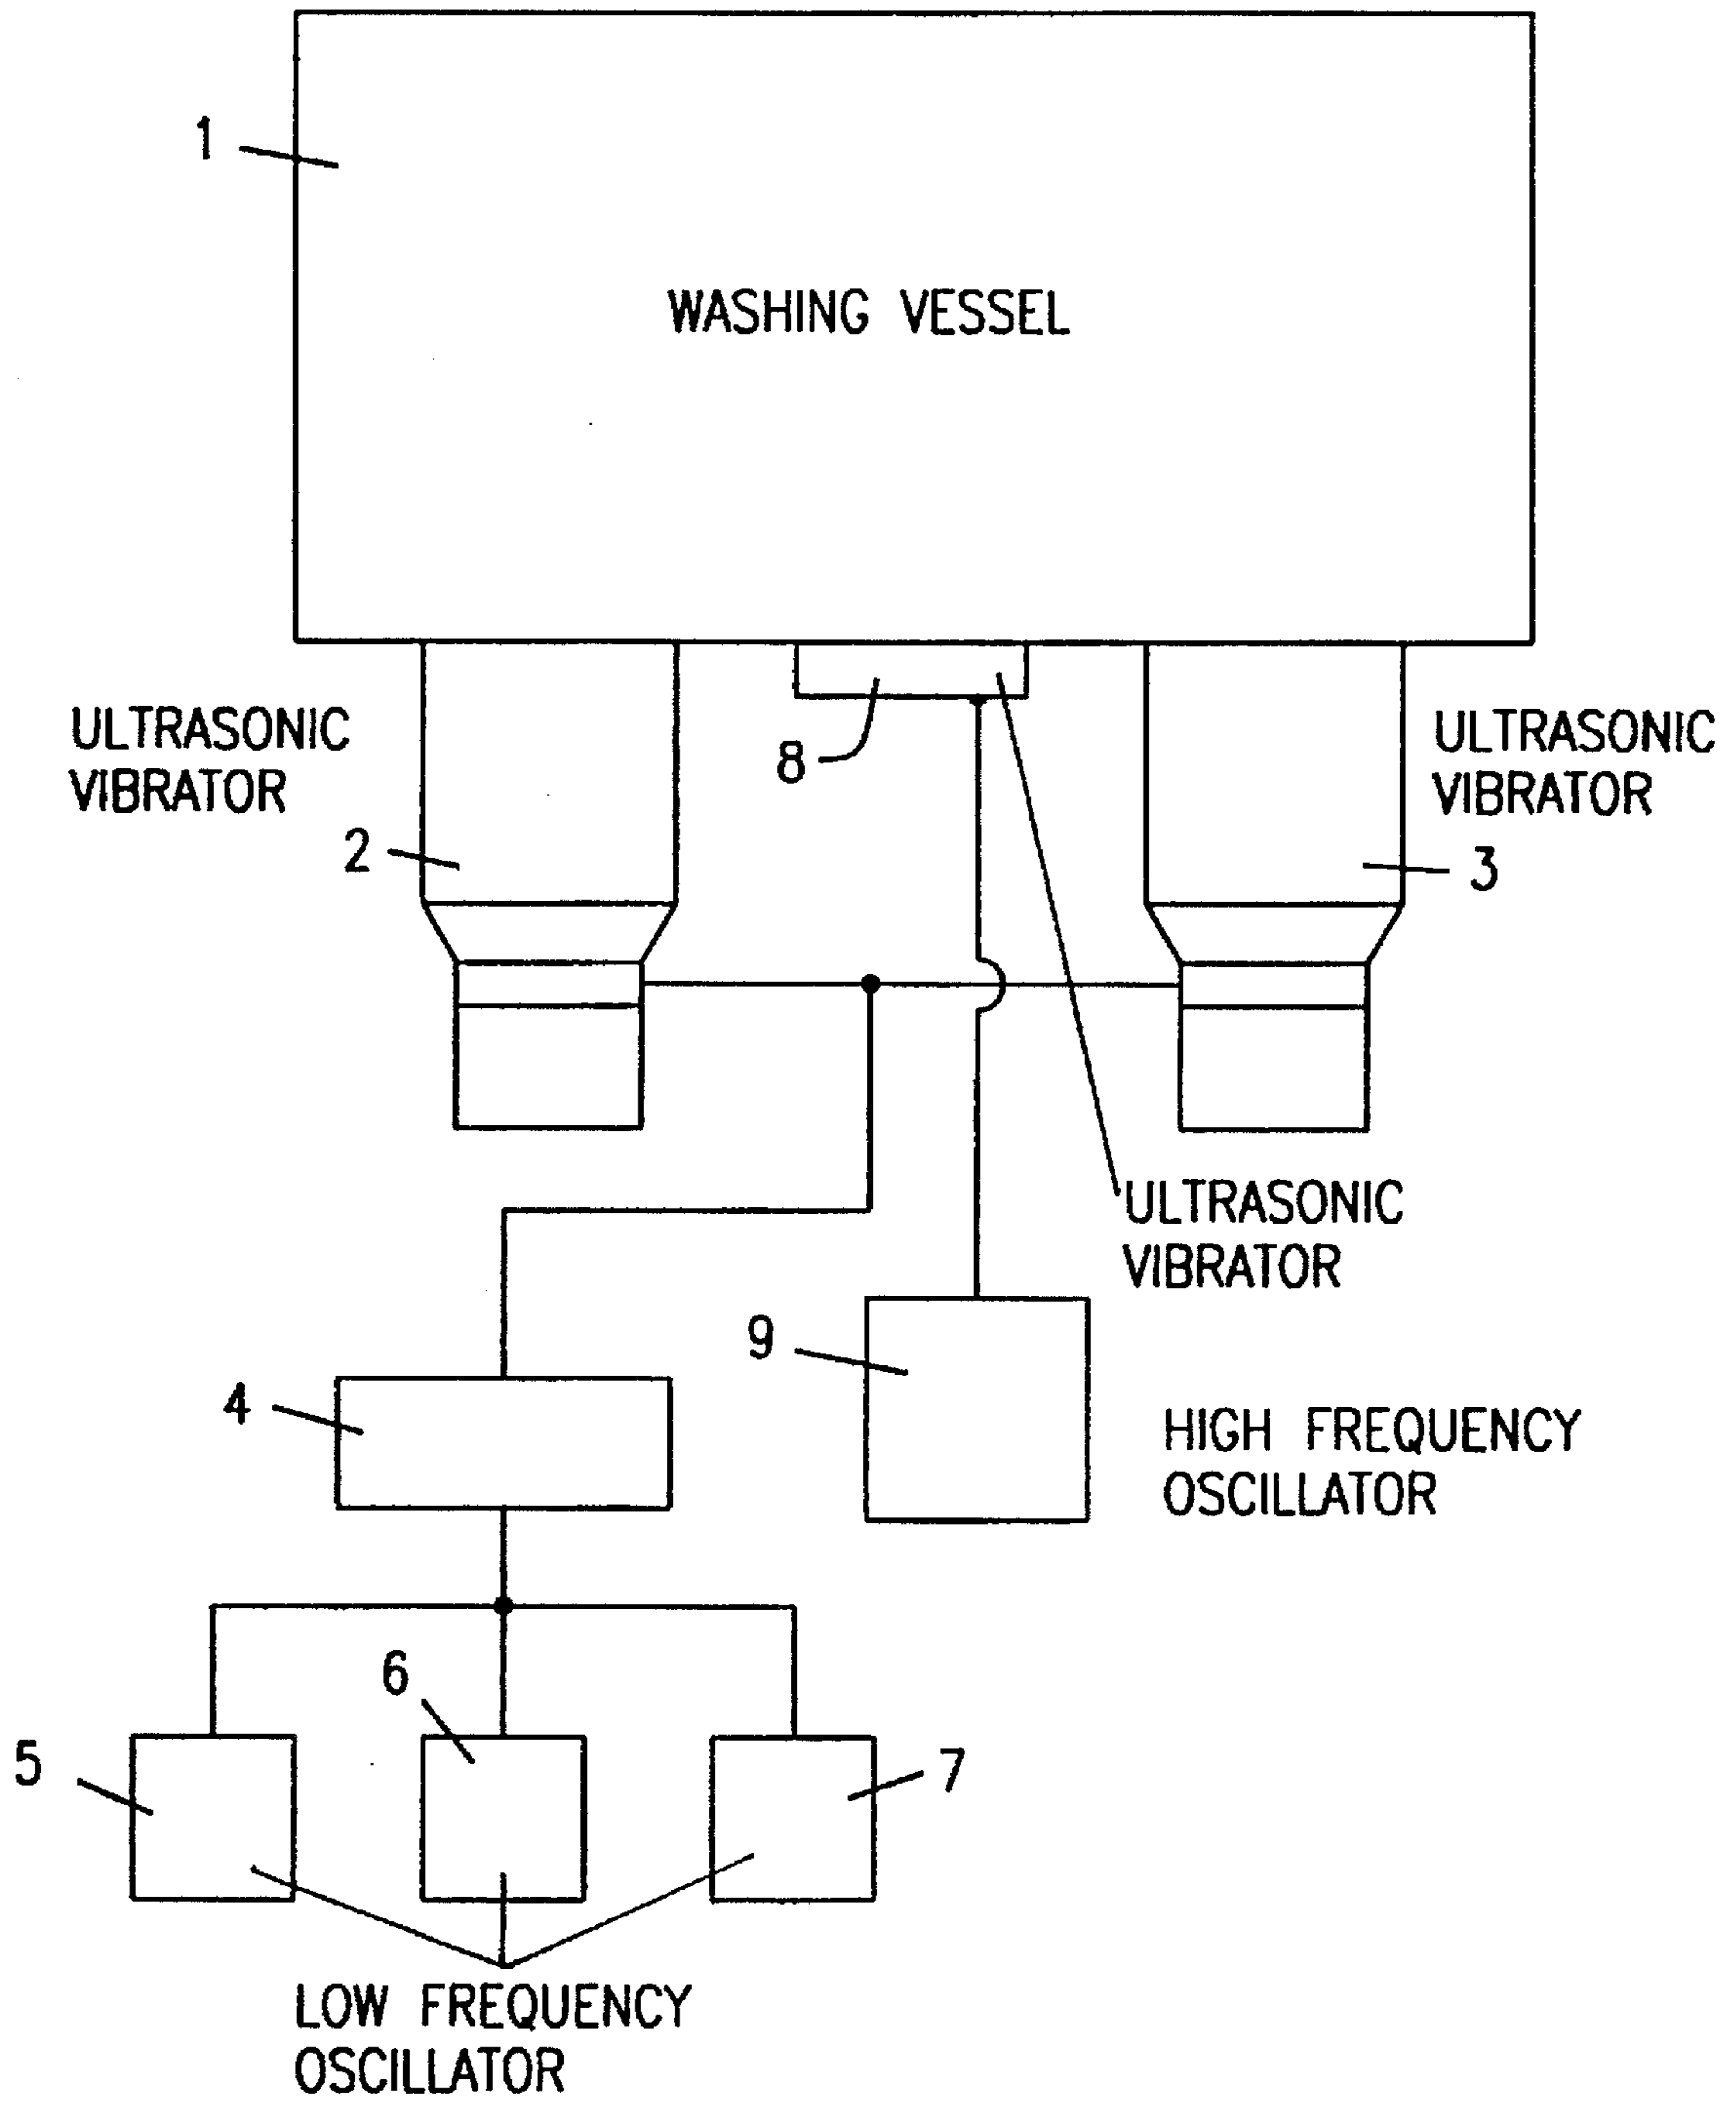 1
WASHING VESSEL
ULTRASONIC
VIBRATOR
8
ULTRASONIC
VIBRATOR
2
3
ULTRASONIC
VIBRATOR
9
4
HIGH FREQUENCY
OSCILLATOR
6
5
7
LOW FREQUENCY
OSCILLATOR